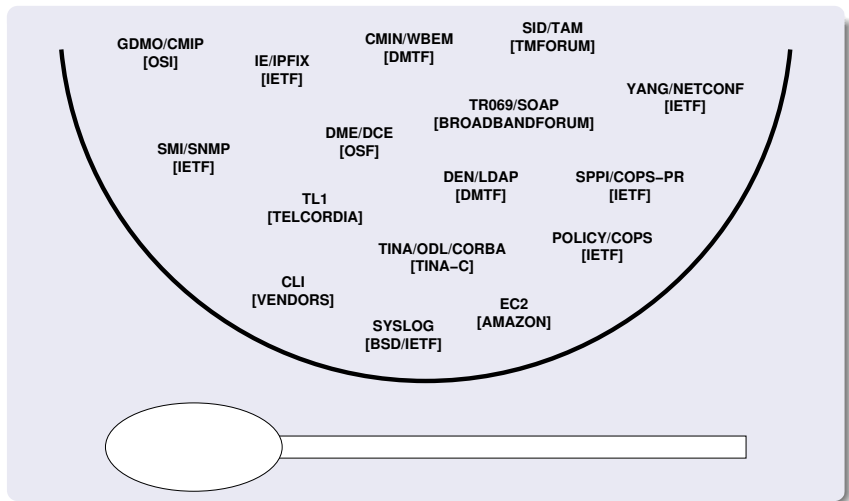 GDMO/CMIP
[OSI]
IE/IPFIX
[IETF]
CMIN/WBEM
[DMTF]
SID/TAM
[TMFORUM]
YANG/NETCONF
[IETF]
TR069/SOAP
[BROADBANDFORUM]
DME/DCE
[OSF]
SMI/SNMP
[IETF]
DEN/LDAP
[DMTF]
SPPI/COPS−PR
[IETF]
TL1
[TELCORDIA]
TINA/ODL/CORBA
[TINA−C]
POLICY/COPS
[IETF]
CLI
[VENDORS]
EC2
[AMAZON]
SYSLOG
[BSD/IETF]